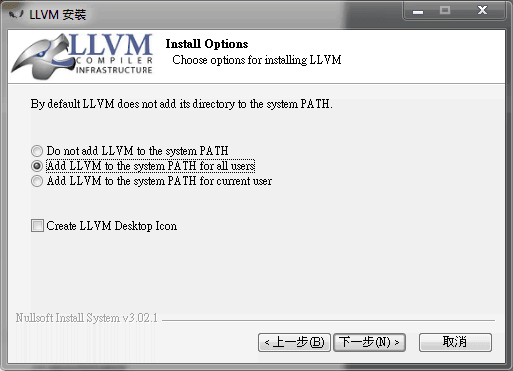 LLVM 安裝
LLVM
COMPILER
INFRASTRUCTURE
Install Options
Choose options for installing LLVM
By default LLVM does not add its directory to the system PATH.
Do not add LLVM to the system PATH
Add LLVM to the system PATH for all users
Add LLVM to the system PATH for current user
Create LLVM Desktop Icon
Nullsoft Install System v3.02.1
< 上一步(B) 下一步(N) > 取消